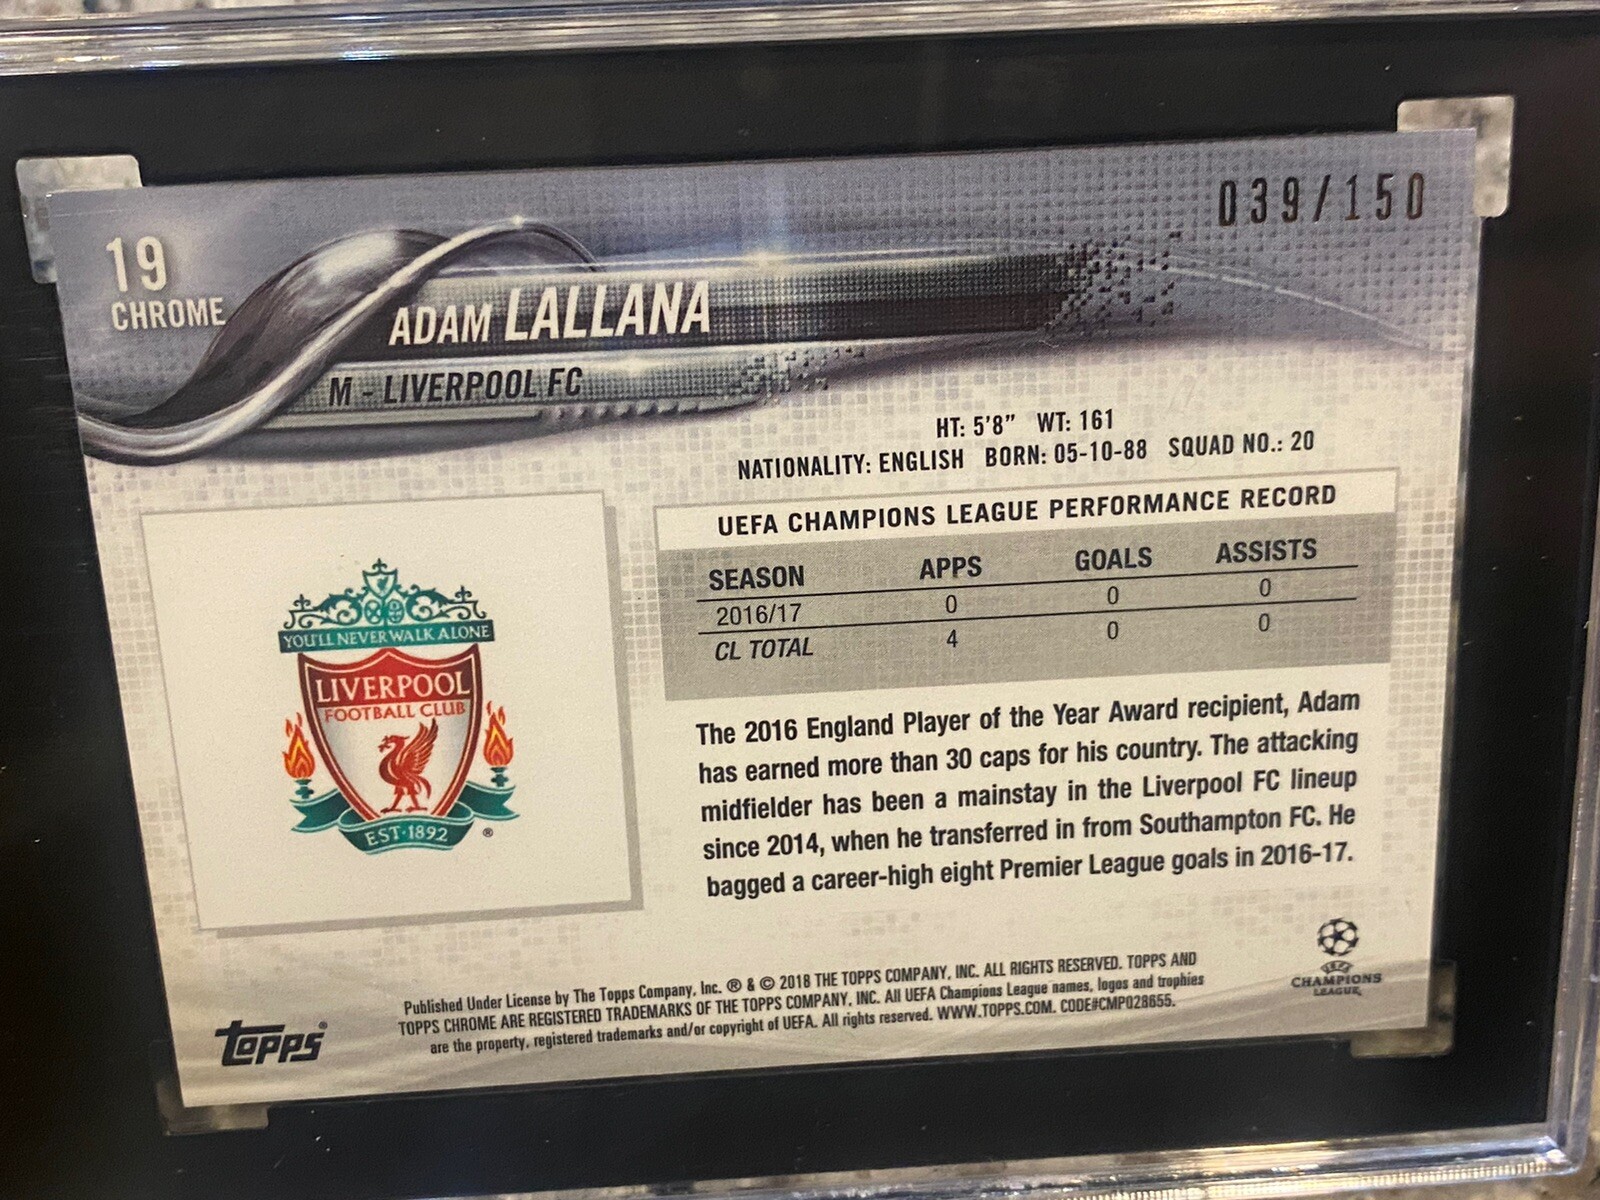 039/150
19
CHROME
ADAM LALLANA
M - LIVERPOOL FC
HT: 5'8" WT: 161
NATIONALITY: ENGLISH BORN: 05-10-88 SQUAD NO.: 20
YOU'LL NEVER WALK ALONE
LIVERPOOL
FOOTBALL CLUB
EST·1892 ®
UEFA CHAMPIONS LEAGUE PERFORMANCE RECORD
SEASON APPS GOALS ASSISTS
2016/17 0 0 0
CL TOTAL 4 0 0
The 2016 England Player of the Year Award recipient, Adam
has earned more than 30 caps for his country. The attacking
midfielder has been a mainstay in the Liverpool FC lineup
since 2014, when he transferred in from Southampton FC. He
bagged a career-high eight Premier League goals in 2016-17.
UEFA
CHAMPIONS
LEAGUE
topps®
Published Under License by The Topps Company, Inc. ® & © 2018 THE TOPPS COMPANY, INC. ALL RIGHTS RESERVED. TOPPS AND
TOPPS CHROME ARE REGISTERED TRADEMARKS OF THE TOPPS COMPANY, INC. All UEFA Champions League names, logos and trophies
are the property, registered trademarks and/or copyright of UEFA. All rights reserved. WWW.TOPPS.COM. CODE#CMP028655.